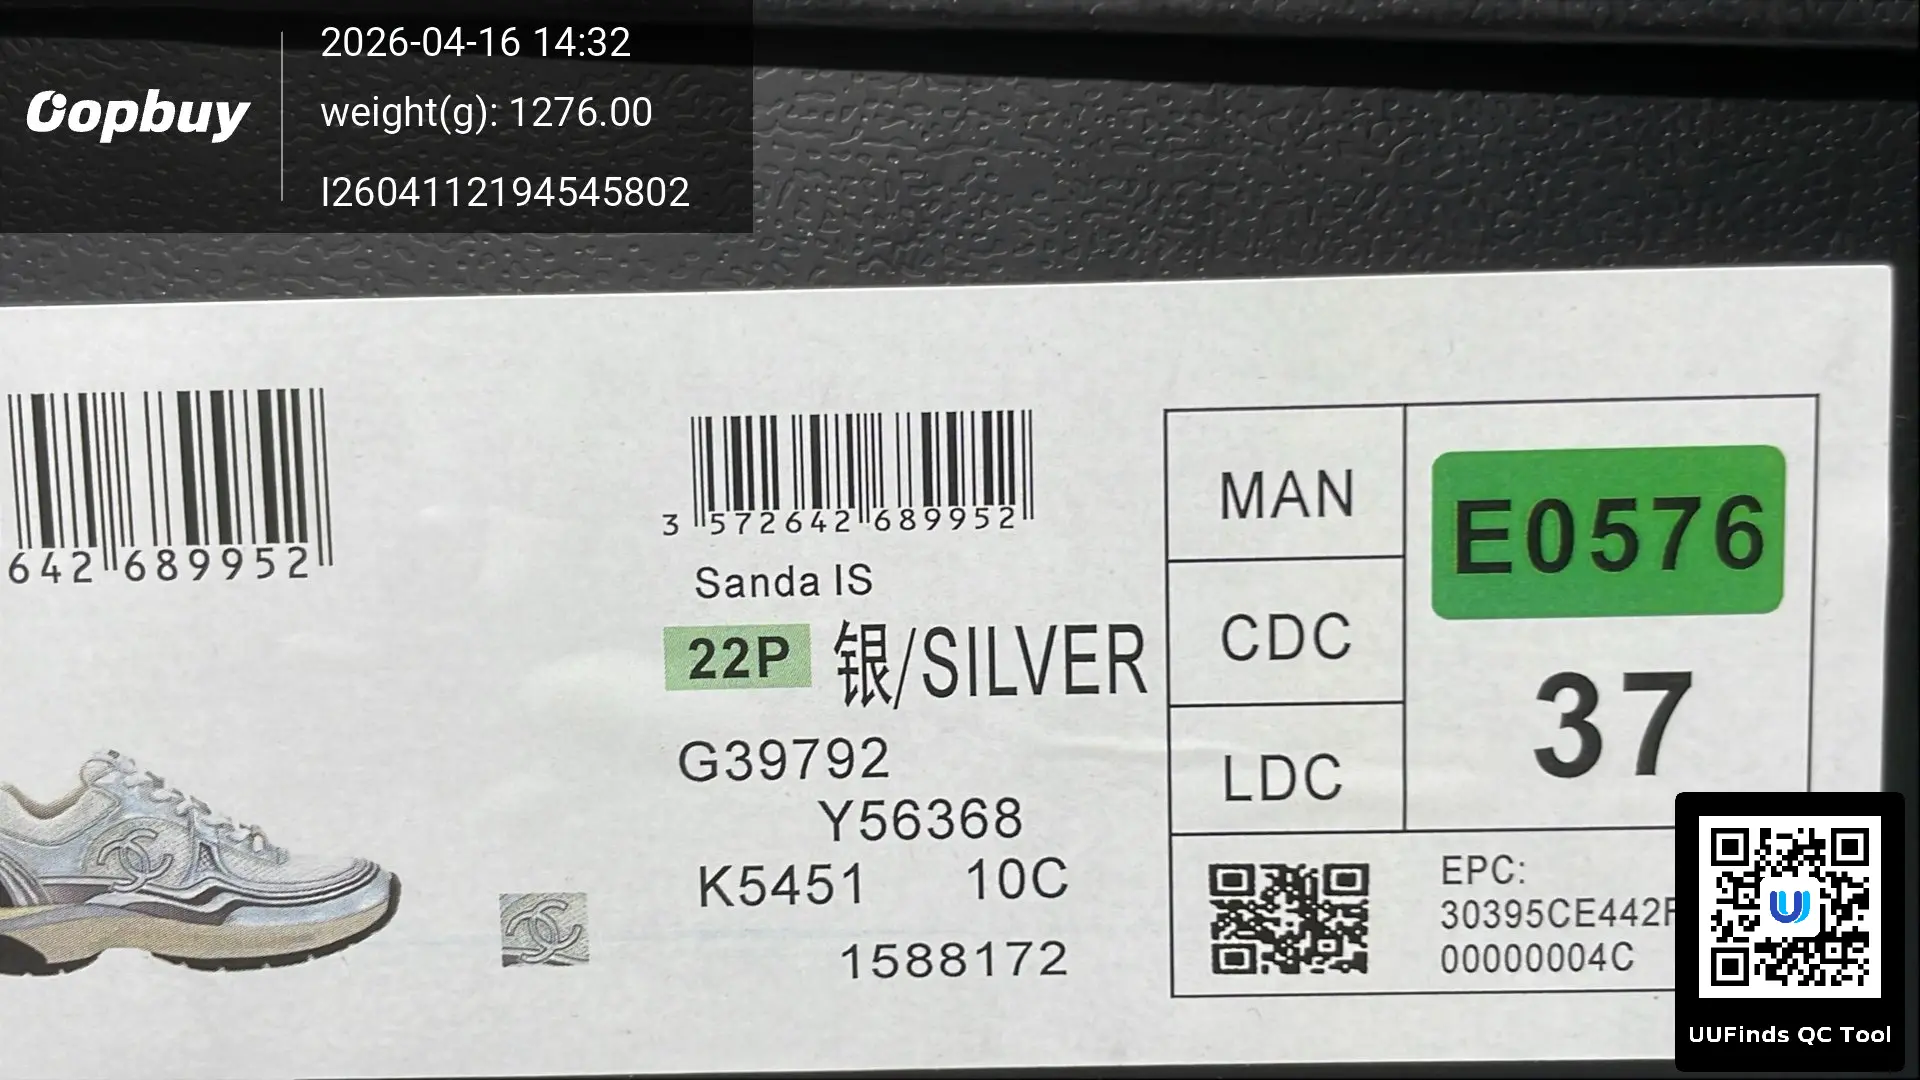 Oopbuy
2026-04-16 14:32
weight(g): 1276.00
I2604112194545802
642 689952
3 572642 689952
Sanda IS
22P 银/SILVER
G39792
Y56368
K5451 10C
1588172
MAN
CDC
LDC
E0576
37
EPC:
30395CE442F
00000004C
UUFinds QC Tool